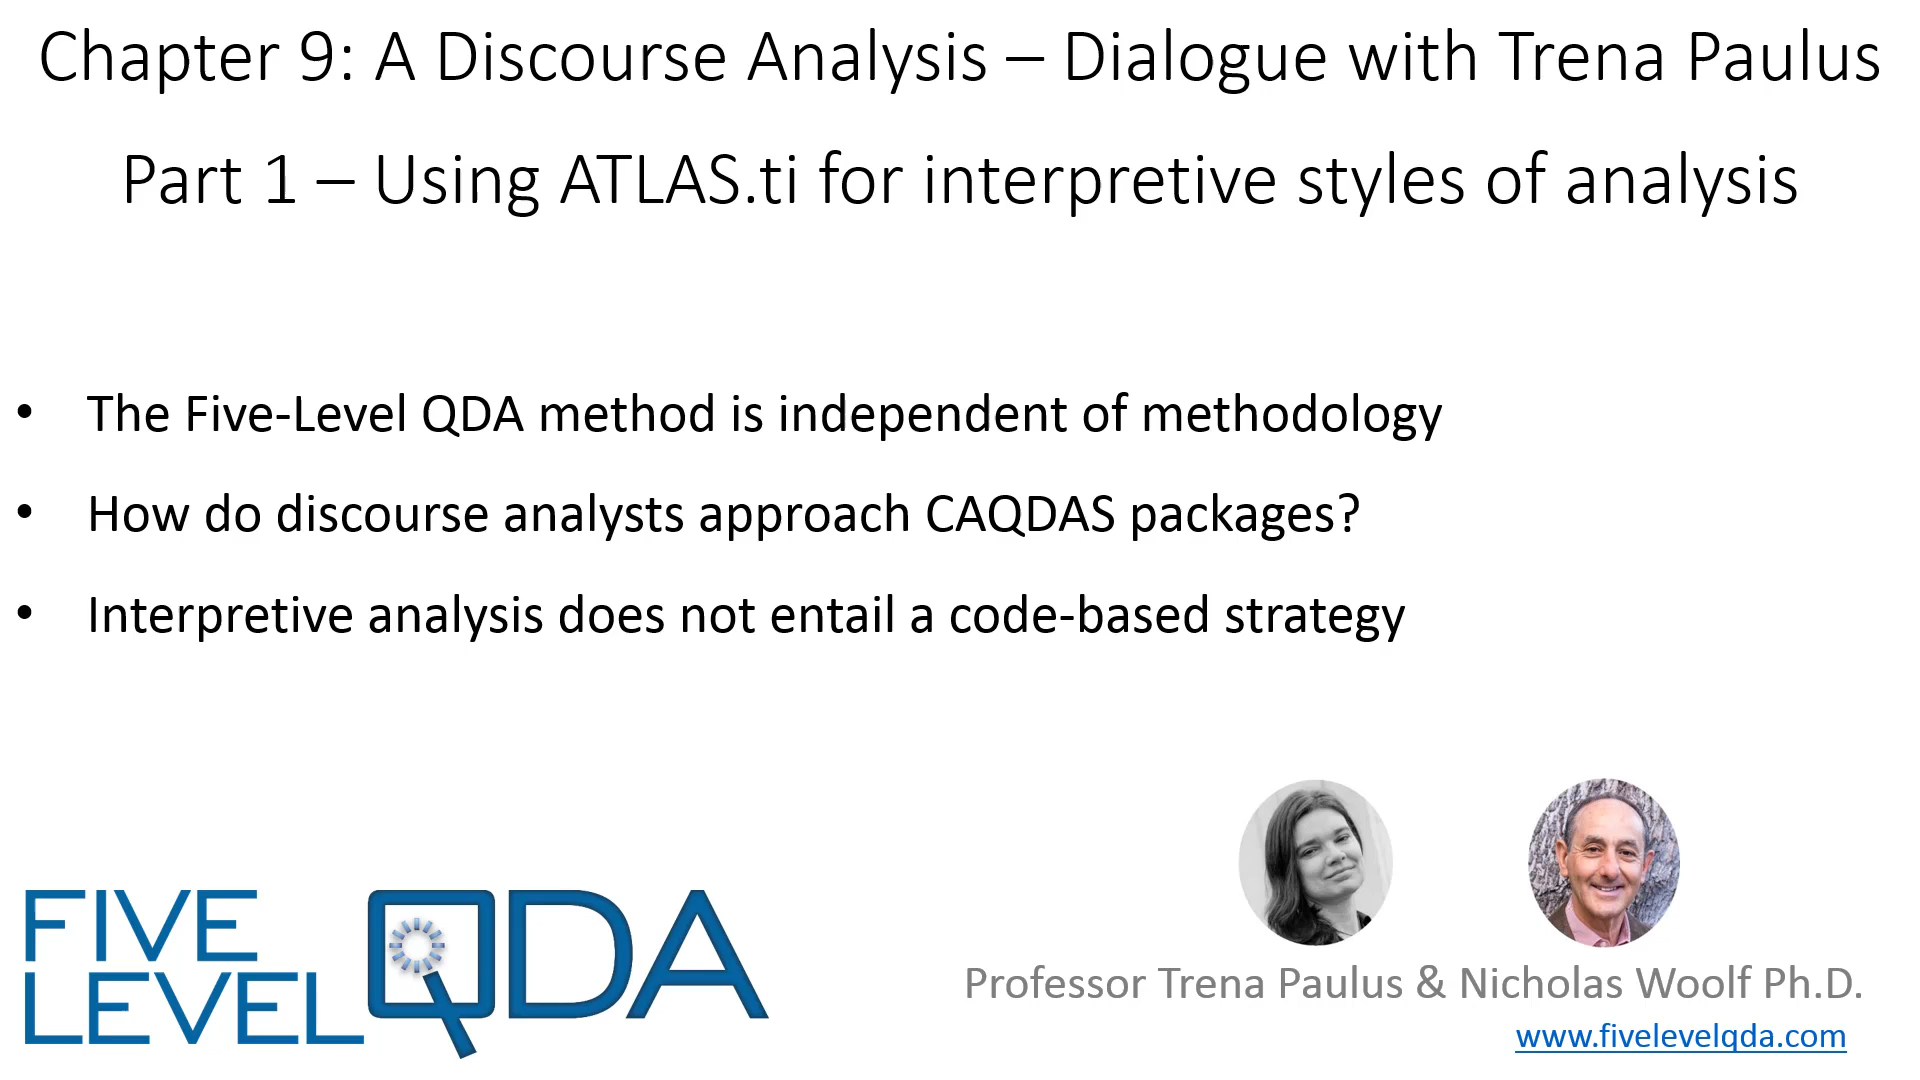 Chapter 9: A Discourse Analysis – Dialogue with Trena Paulus
Part 1 – Using ATLAS.ti for interpretive styles of analysis
• The Five-Level QDA method is independent of methodology
• How do discourse analysts approach CAQDAS packages?
• Interpretive analysis does not entail a code-based strategy
FIVE
LEVEL
QDA
Professor Trena Paulus & Nicholas Woolf Ph.D.
www.fivelevelqda.com